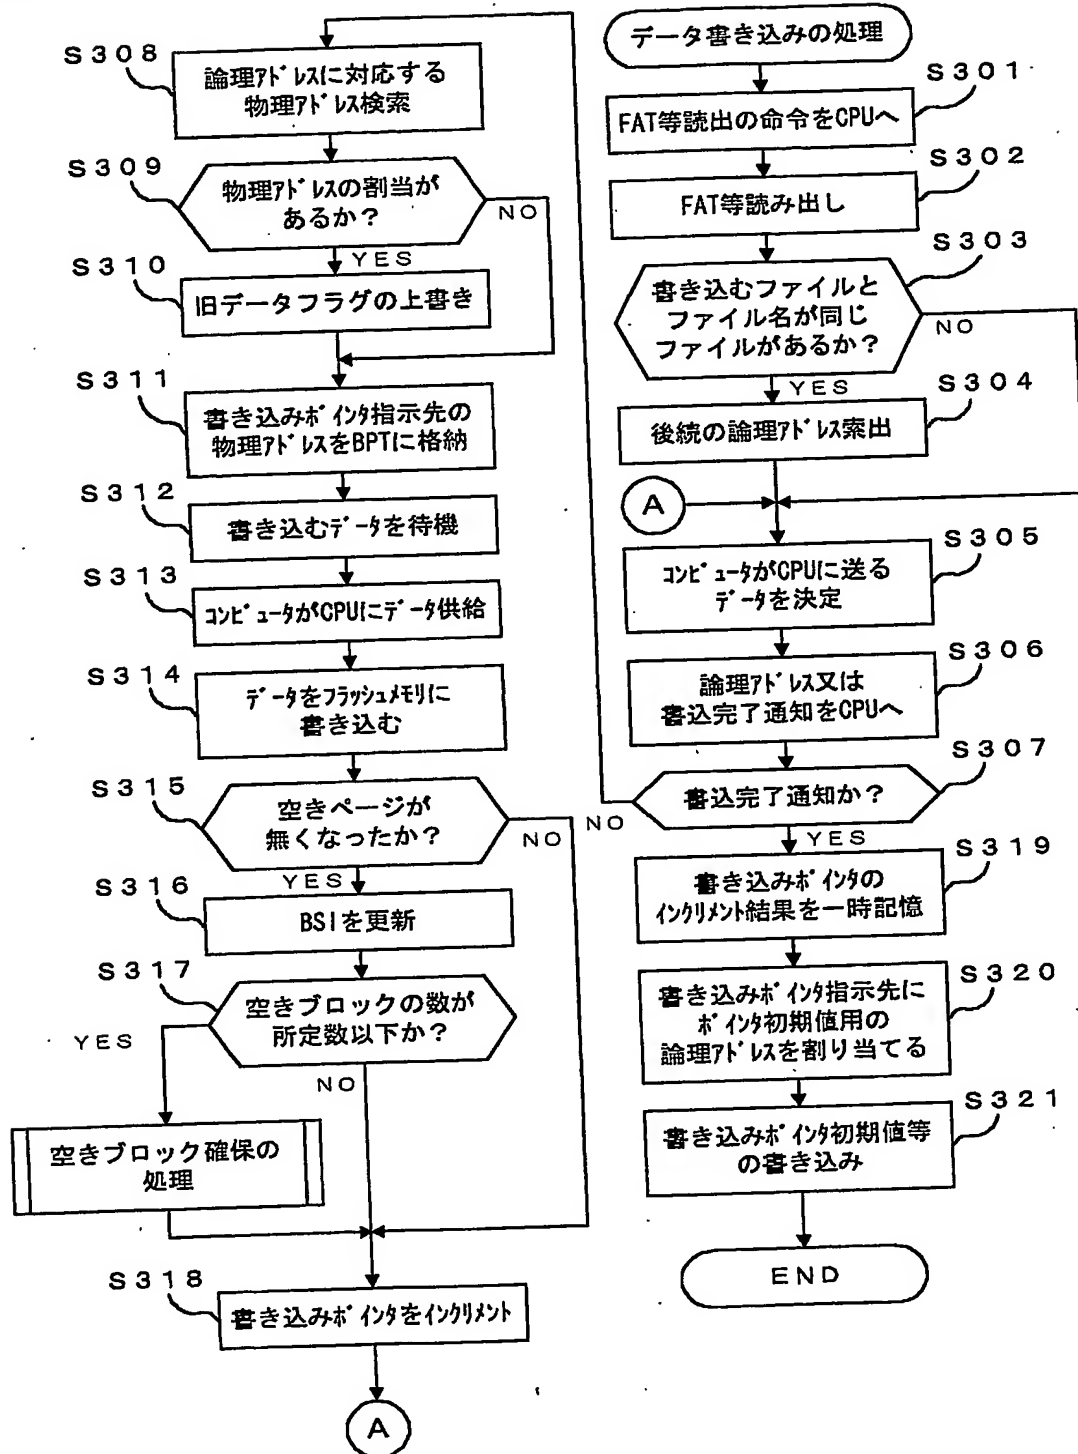 データ書き込みの処理
S301
FAT等読出の命令をCPUへ
S302
FAT等読み出し
S303
書き込むファイルと
ファイル名が同じ
ファイルがあるか?
NO
YES
S304
後続の論理アドレス索出
A
S305
コンピュータがCPUに送る
データを決定
S306
論理アドレス又は
書込完了通知をCPUへ
S307
書込完了通知か?
NO
YES
S308
論理アドレスに対応する
物理アドレス検索
S309
物理アドレスの割当が
あるか?
NO
YES
S310
旧データフラグの上書き
S311
書き込みポインタ指示先の
物理アドレスをBPTに格納
S312
書き込むデータを待機
S313
コンピュータがCPUにデータ供給
S314
データをフラッシュメモリに
書き込む
S315
空きページが
無くなったか?
NO
YES
S316
BSIを更新
S317
空きブロックの数が
所定数以下か?
YES
NO
空きブロック確保の
処理
S318
書き込みポインタをインクリメント
A
S319
書き込みポインタの
インクリメント結果を一時記憶
S320
書き込みポインタ指示先に
ポインタ初期値用の
論理アドレスを割り当てる
S321
書き込みポインタ初期値等
の書き込み
END